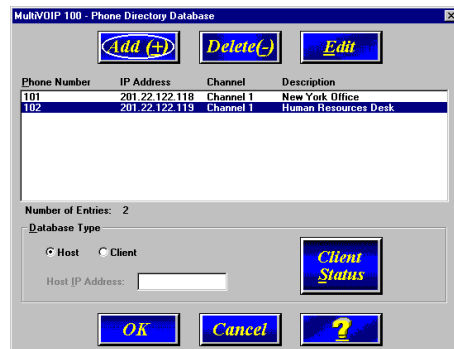 MultiVOIP 100 - Phone Directory Database
Add (+) Delete(-) Edit
Phone Number IP Address Channel Description
101 201.22.122.118 Channel 1 New York Office
102 201.22.122.119 Channel 1 Human Resources Desk
Number of Entries: 2
Database Type
Host Client
Client
Status
Host IP Address:
OK Cancel ?